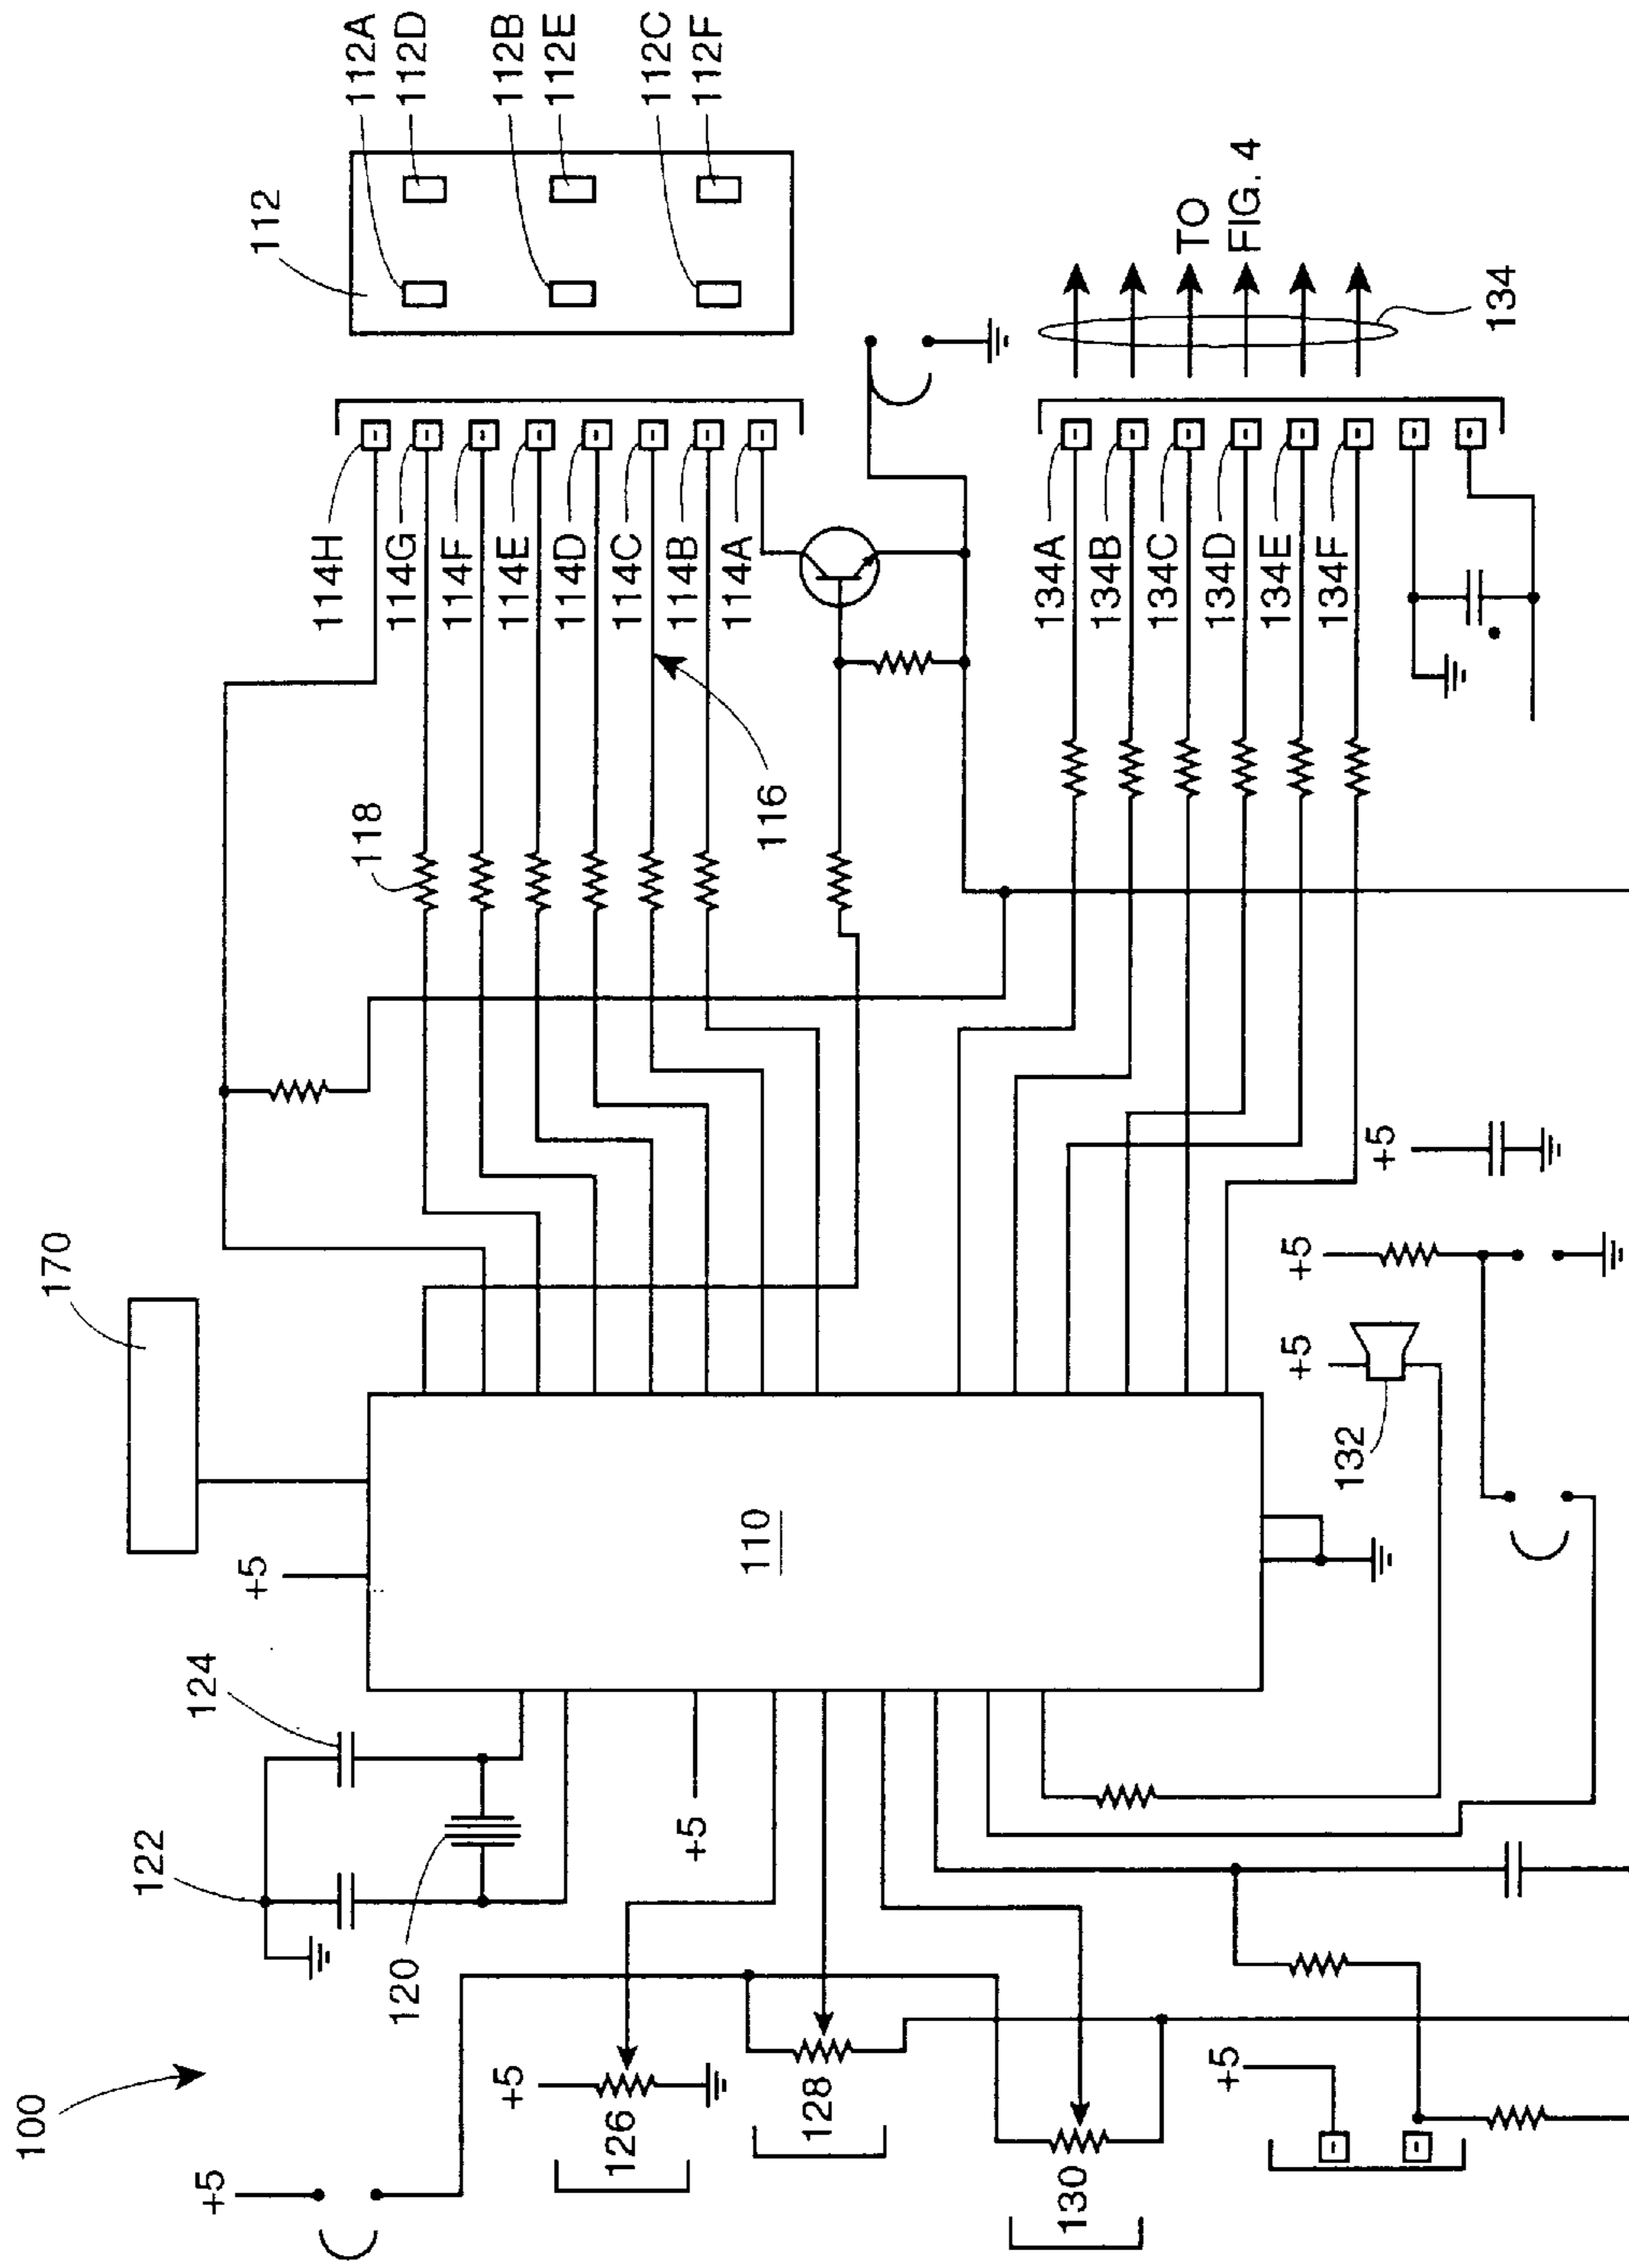 100
+5
122
124
120
+5
170
+5
126
128
130
+5
+5
110
118
116
114H
114G
114F
114E
114D
114C
114B
114A
112
112A
112D
112B
112E
112C
112F
134A
134B
134C
134D
134E
134F
TO
FIG. 4
134
132
+5
+5
+5
+5